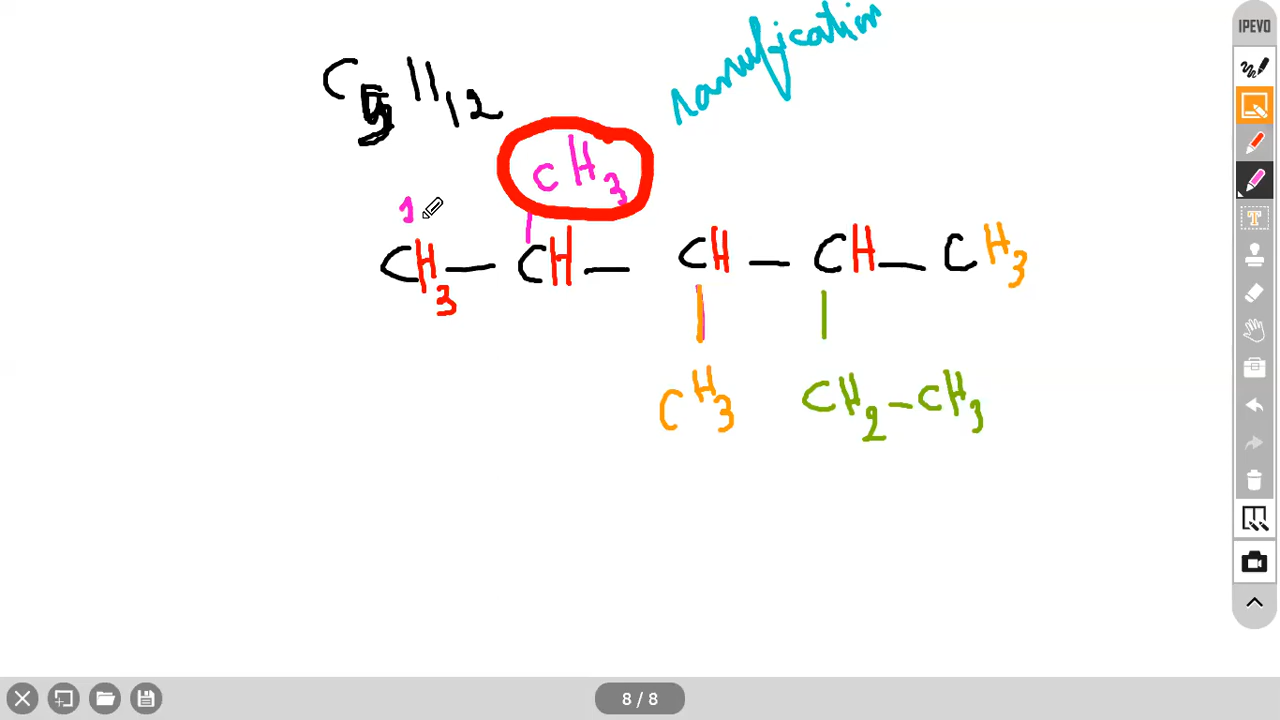 ramification
C5H12
CH3
1
CH3 — CH — CH — CH — CH3
CH3 CH2 — CH3
IPEVO
T
8 / 8